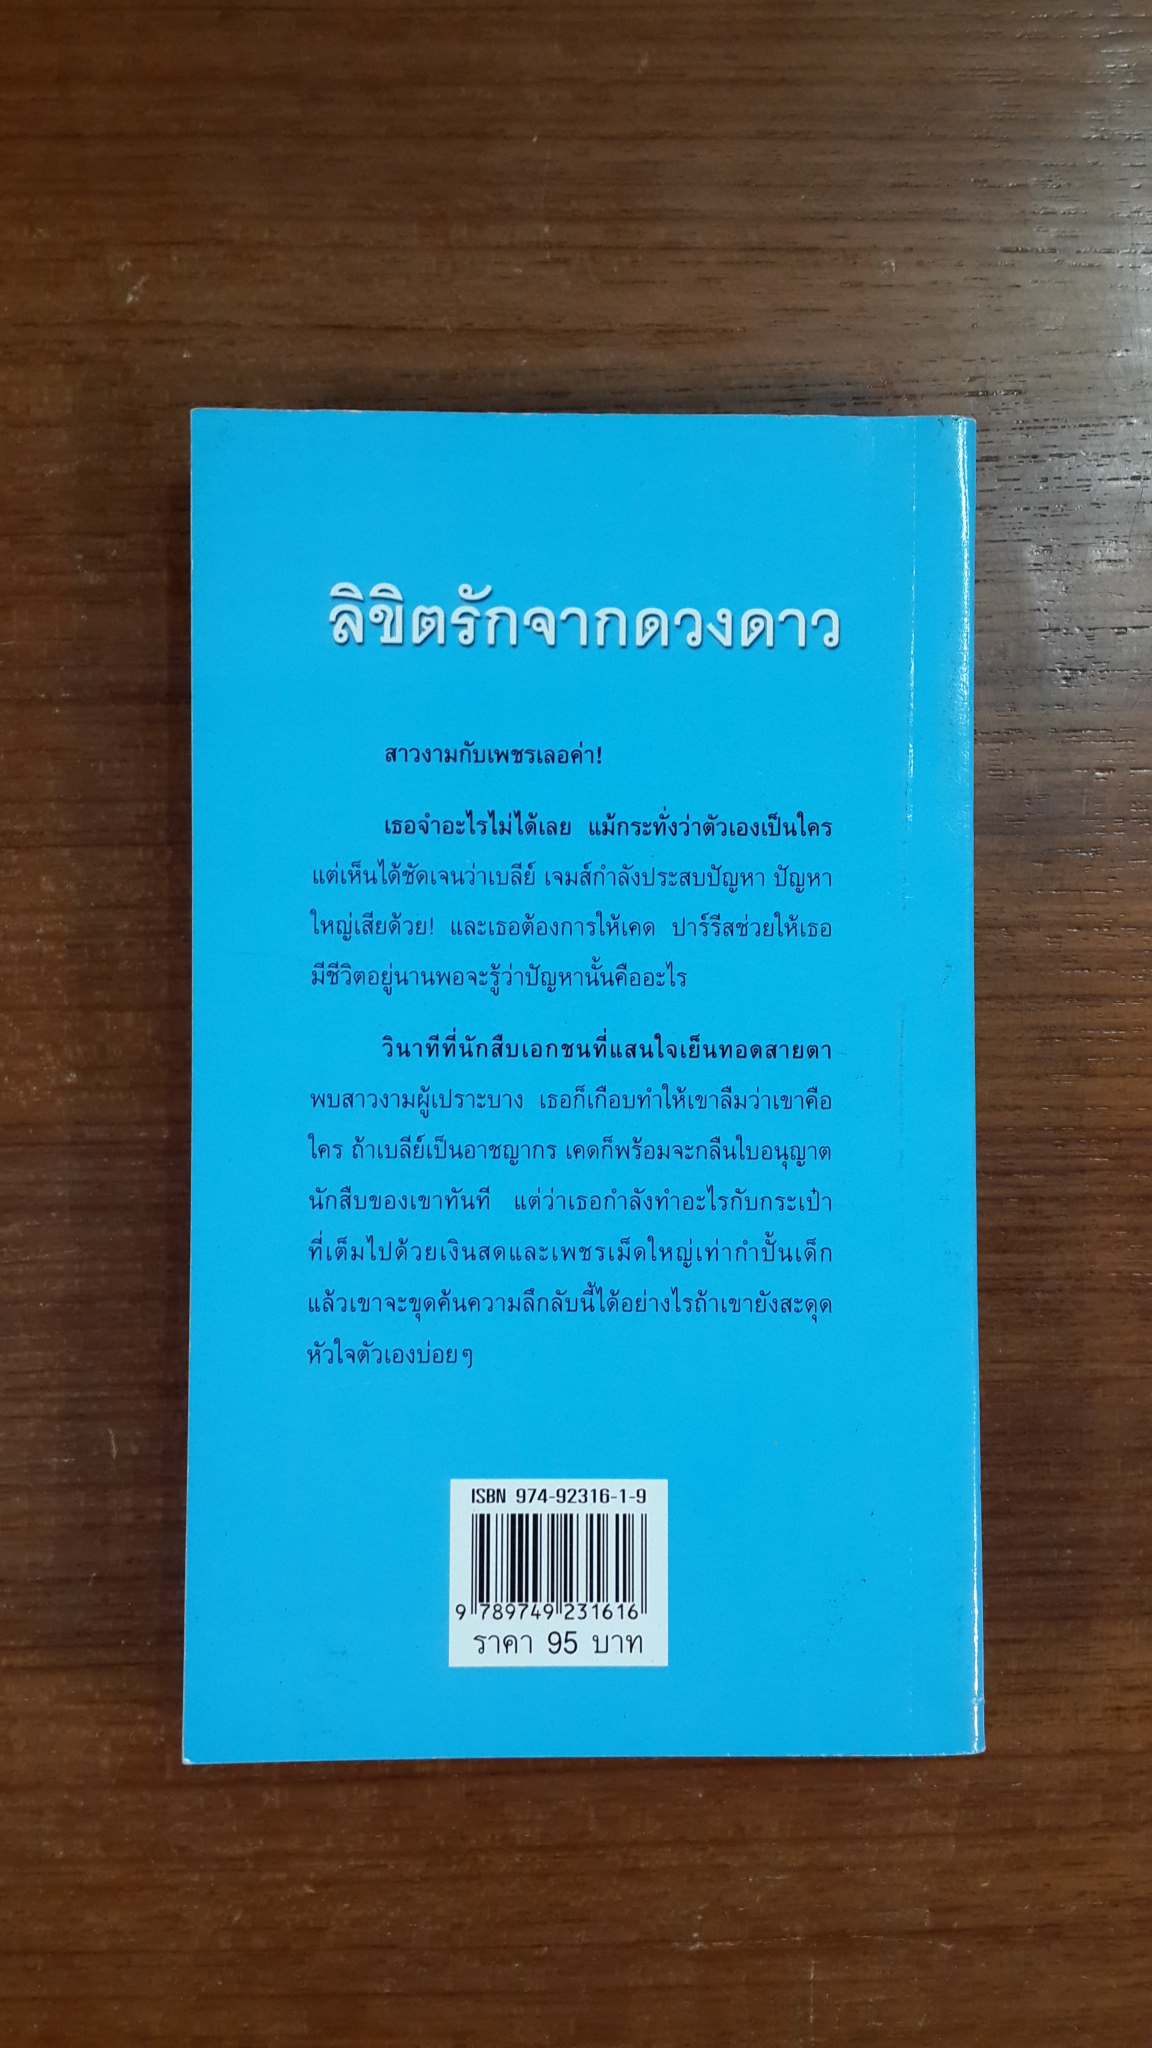 ลิขิตรักจากดวงดาว
สาวงามกับเพชรเลอค่า!
เธอจำอะไรไม่ได้เลย แม้กระทั่งว่าตัวเองเป็นใคร
แต่เห็นได้ชัดเจนว่าเบลีย์ เจมส์กำลังประสบปัญหา ปัญหา
ใหญ่เสียด้วย! และเธอต้องการให้เคด ปาร์รีสช่วยให้เธอ
มีชีวิตอยู่นานพอจะรู้ว่าปัญหานั้นคืออะไร
วินาทีที่นักสืบเอกชนที่แสนใจเย็นทอดสายตา
พบสาวงามผู้เปราะบาง เธอก็เกือบทำให้เขาลืมว่าเขาคือ
ใคร ถ้าเบลีย์เป็นอาชญากร เคดก็พร้อมจะกลืนใบอนุญาต
นักสืบของเขาทันที แต่ว่าเธอกำลังทำอะไรกับกระเป๋า
ที่เต็มไปด้วยเงินสดและเพชรเม็ดใหญ่เท่ากำปั้นเด็ก
แล้วเขาจะขุดค้นความลึกลับนี้ได้อย่างไรถ้าเขายังสะดุด
หัวใจตัวเองบ่อยๆ
ISBN 974-92316-1-9
9 789749 231616
ราคา 95 บาท